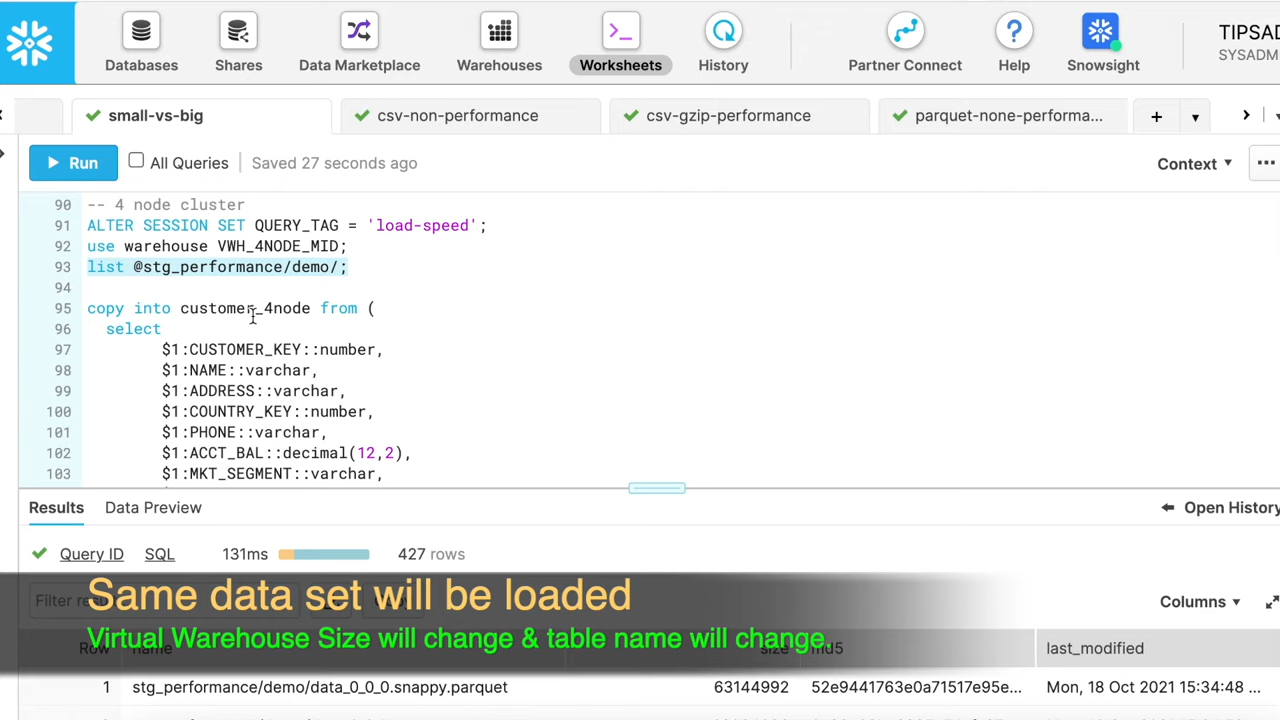 Databases
Shares
Data Marketplace
Warehouses
Worksheets
History
Partner Connect
Help
Snowsight
TIPSAD
SYSADM
small-vs-big
csv-non-performance
csv-gzip-performance
parquet-none-performa...
Run
All Queries
Saved 27 seconds ago
Context
90 -- 4 node cluster
91 ALTER SESSION SET QUERY_TAG = 'load-speed';
92 use warehouse VWH_4NODE_MID;
93 list @stg_performance/demo/;
94
95 copy into customer_4node from (
96 select
97 $1:CUSTOMER_KEY::number,
98 $1:NAME::varchar,
99 $1:ADDRESS::varchar,
100 $1:COUNTRY_KEY::number,
101 $1:PHONE::varchar,
102 $1:ACCT_BAL::decimal(12,2),
103 $1:MKT_SEGMENT::varchar,
Results
Data Preview
Open History
Query ID SQL 131ms 427 rows
Same data set will be loaded
Filter
Columns
Virtual Warehouse Size will change & table name will change
Row name size md5 last_modified
1 stg_performance/demo/data_0_0_0.snappy.parquet 63144992 52e9441763e0a71517e95e... Mon, 18 Oct 2021 15:34:48 ...